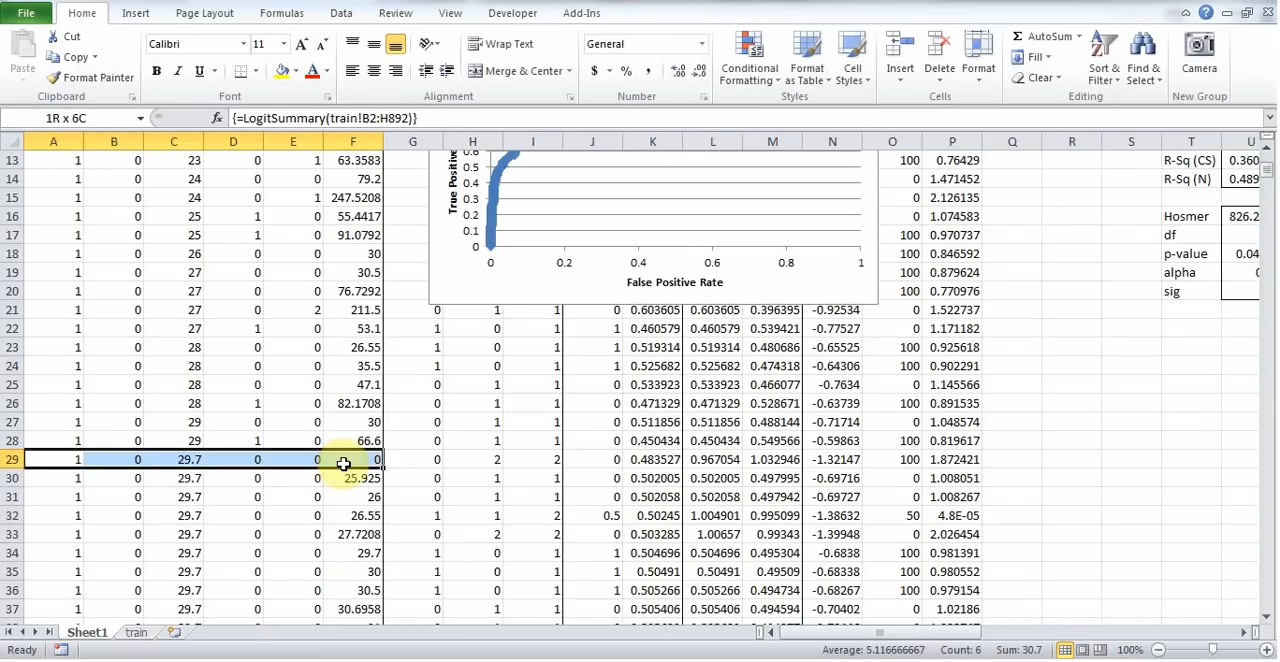 File Home Insert Page Layout Formulas Data Review View Developer Add-Ins
Paste Cut Copy Format Painter Calibri 11 Wrap Text Merge & Center General Conditional Formatting Format as Table Cell Styles Insert Delete Format AutoSum Fill Clear Sort & Filter Find & Select Camera
Clipboard Font Alignment Number Styles Cells Editing New Group
1R x 6C fx {=LogitSummary(train!B2:H892)}
A B C D E F G H I J K L M N O P Q R S T U
13 1 0 23 0 1 63.3583 0.6 100 0.76429 R-Sq (CS) 0.360
14 1 0 24 0 0 79.2 0.5 0 1.471452 R-Sq (N) 0.489
15 1 0 24 0 1 247.5208 0.4 0 2.126135
16 1 0 25 1 0 55.4417 0.3 0 1.074583 Hosmer 826.2
17 1 0 25 1 0 91.0792 0.2 100 0.970737 df
18 1 0 26 0 0 30 0.1 100 0.846592 p-value 0.04
19 1 0 27 0 0 30.5 0 100 0.879624 alpha 0
20 1 0 27 0 0 76.7292 100 0.770976 sig
True Positive
0 0.2 0.4 0.6 0.8 1
False Positive Rate
21 1 0 27 0 2 211.5 0 1 1 0 0.603605 0.603605 0.396395 -0.92534 0 1.522737
22 1 0 27 1 0 53.1 1 0 1 1 0.460579 0.460579 0.539421 -0.77527 0 1.171182
23 1 0 28 0 0 26.55 1 0 1 1 0.519314 0.519314 0.480686 -0.65525 100 0.925618
24 1 0 28 0 0 35.5 1 0 1 1 0.525682 0.525682 0.474318 -0.64306 100 0.902291
25 1 0 28 0 0 47.1 0 1 1 0 0.533923 0.533923 0.466077 -0.7634 0 1.145566
26 1 0 28 1 0 82.1708 0 1 1 0 0.471329 0.471329 0.528671 -0.63739 100 0.891535
27 1 0 29 0 0 30 0 1 1 0 0.511856 0.511856 0.488144 -0.71714 0 1.048574
28 1 0 29 1 0 66.6 0 1 1 0 0.450434 0.450434 0.549566 -0.59863 100 0.819617
29 1 0 29.7 0 0 0 0 2 2 0 0.483527 0.967054 1.032946 -1.32147 100 1.872421
30 1 0 29.7 0 0 25.925 0 1 1 0 0.502005 0.502005 0.497995 -0.69716 0 1.008051
31 1 0 29.7 0 0 26 0 1 1 0 0.502058 0.502058 0.497942 -0.69727 0 1.008267
32 1 0 29.7 0 0 26.55 1 1 2 0.5 0.50245 1.004901 0.995099 -1.38632 50 4.8E-05
33 1 0 29.7 0 0 27.7208 0 2 2 0 0.503285 1.00657 0.99343 -1.39948 0 2.026454
34 1 0 29.7 0 0 29.7 1 0 1 1 0.504696 0.504696 0.495304 -0.6838 100 0.981391
35 1 0 29.7 0 0 30 1 0 1 1 0.50491 0.50491 0.49509 -0.68338 100 0.980552
36 1 0 29.7 0 0 30.5 1 0 1 1 0.505266 0.505266 0.494734 -0.68267 100 0.979154
37 1 0 29.7 0 0 30.6958 0 1 1 0 0.505406 0.505406 0.494594 -0.70402 0 1.02186
Sheet1 train
Ready Average: 5.116666667 Count: 6 Sum: 30.7 100%